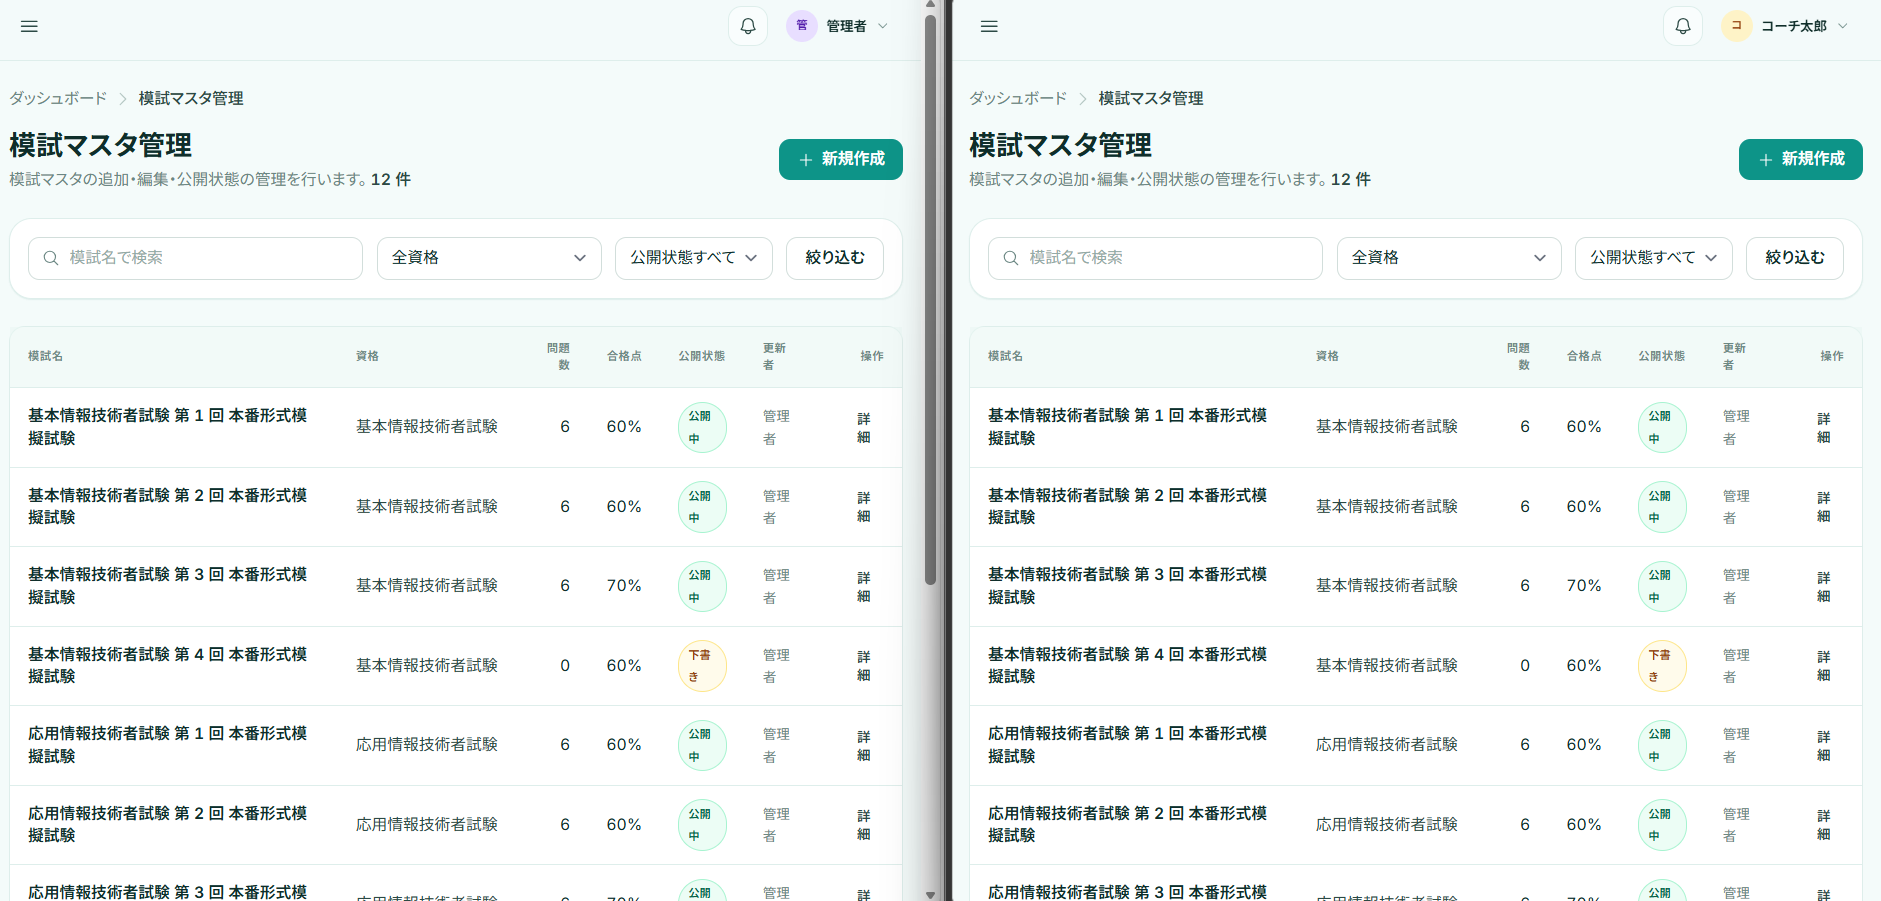 管 管理者
ダッシュボード > 模試マスタ管理
模試マスタ管理
模試マスタの追加・編集・公開状態の管理を行います。12 件
+ 新規作成
模試名で検索 全資格 公開状態すべて 絞り込む
模試名 資格 問題数 合格点 公開状態 更新者 操作
基本情報技術者試験 第 1 回 本番形式模擬試験 基本情報技術者試験 6 60% 公開中 管理者 詳細
基本情報技術者試験 第 2 回 本番形式模擬試験 基本情報技術者試験 6 60% 公開中 管理者 詳細
基本情報技術者試験 第 3 回 本番形式模擬試験 基本情報技術者試験 6 70% 公開中 管理者 詳細
基本情報技術者試験 第 4 回 本番形式模擬試験 基本情報技術者試験 0 60% 下書き 管理者 詳細
応用情報技術者試験 第 1 回 本番形式模擬試験 応用情報技術者試験 6 60% 公開中 管理者 詳細
応用情報技術者試験 第 2 回 本番形式模擬試験 応用情報技術者試験 6 60% 公開中 管理者 詳細
応用情報技術者試験 第 3 回 本番形式模 公開 管理 詳
コ コーチ太郎
ダッシュボード > 模試マスタ管理
模試マスタ管理
模試マスタの追加・編集・公開状態の管理を行います。12 件
+ 新規作成
模試名で検索 全資格 公開状態すべて 絞り込む
模試名 資格 問題数 合格点 公開状態 更新者 操作
基本情報技術者試験 第 1 回 本番形式模擬試験 基本情報技術者試験 6 60% 公開中 管理者 詳細
基本情報技術者試験 第 2 回 本番形式模擬試験 基本情報技術者試験 6 60% 公開中 管理者 詳細
基本情報技術者試験 第 3 回 本番形式模擬試験 基本情報技術者試験 6 70% 公開中 管理者 詳細
基本情報技術者試験 第 4 回 本番形式模擬試験 基本情報技術者試験 0 60% 下書き 管理者 詳細
応用情報技術者試験 第 1 回 本番形式模擬試験 応用情報技術者試験 6 60% 公開中 管理者 詳細
応用情報技術者試験 第 2 回 本番形式模擬試験 応用情報技術者試験 6 60% 公開中 管理者 詳細
応用情報技術者試験 第 3 回 本番形式模 公開 管理 詳